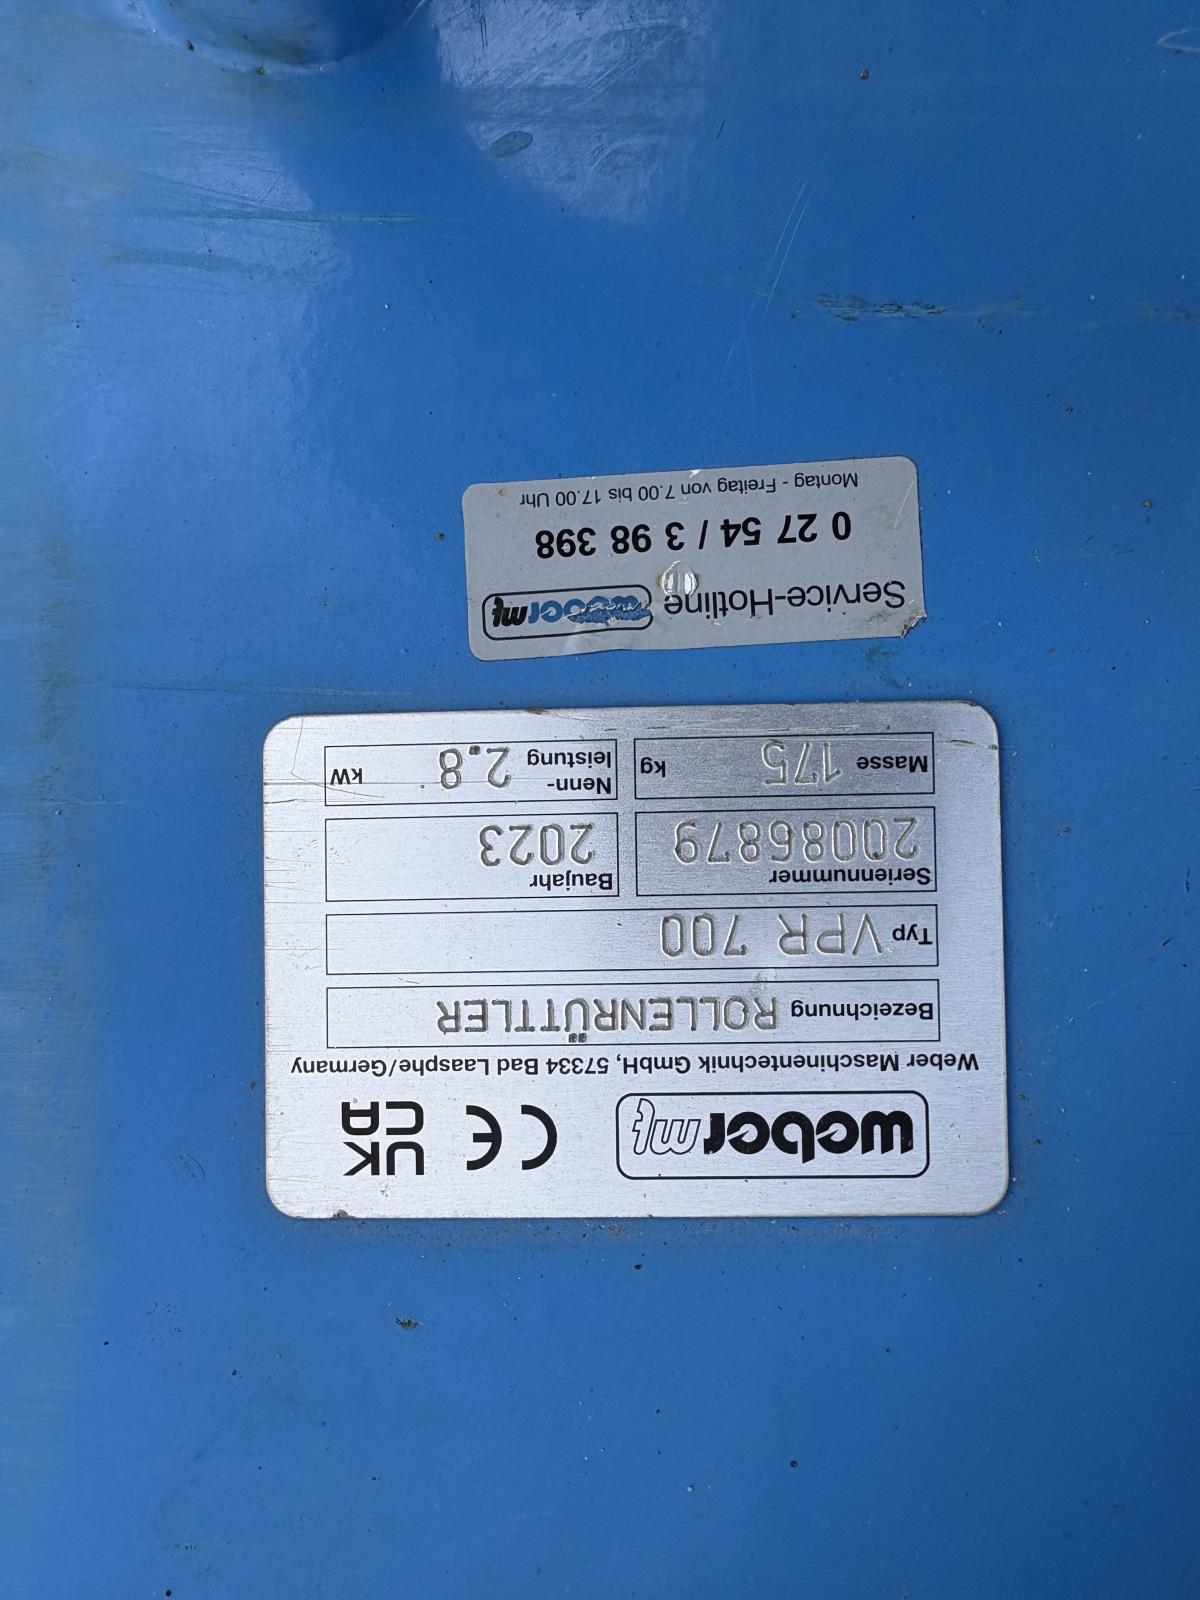 weber mt CE UK CA
Weber Maschinentechnik GmbH, 57334 Bad Laasphe/Germany
Bezeichnung ROLLENRÜTTLER
Typ VPR 700
Seriennummer 20086879
Baujahr 2023
Masse 175 kg
Nenn-
leistung 2.8 kW
Service-Hotline weber mt
0 27 54 / 3 98 398
Montag - Freitag von 7.00 bis 17.00 Uhr